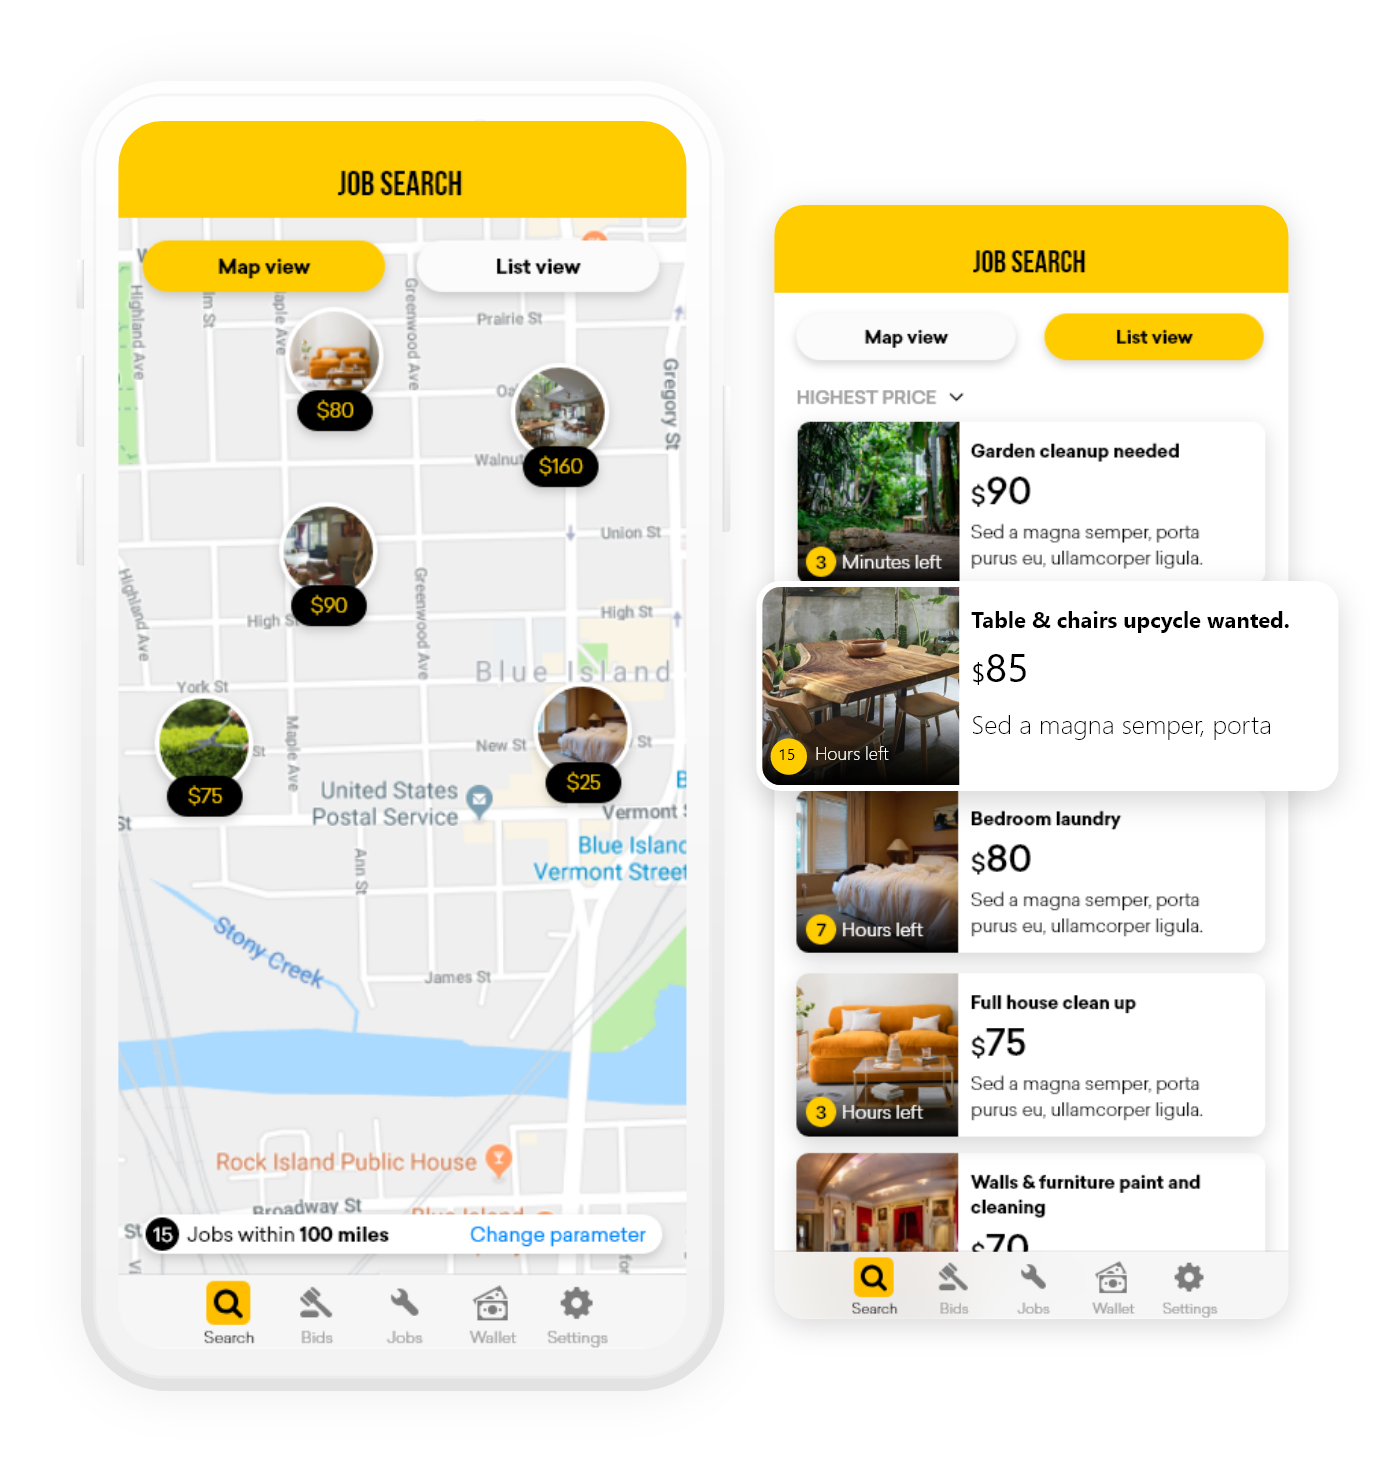 JOB SEARCH
Map view
List view
Highland Ave
lm St
aple Ave
Greenwood Ave
Prairie St
Gregory St
$80
$160
Walnut
Union St
$90
High St
High St
Highland Ave
Greenwood Ave
Blue Island
York St
Maple Ave
New St
St
St
$75
$25
United States
Postal Service
Vermont
St
Blue Island
Vermont Street
Ann St
Stony Creek
James St
Rock Island Public House
Broadway St
Blue Island
St
15 Jobs within 100 miles Change parameter
Search Bids Jobs Wallet Settings
JOB SEARCH
Map view
List view
HIGHEST PRICE
Garden cleanup needed
$90
Sed a magna semper, porta
purus eu, ullamcorper ligula.
3 Minutes left
Table & chairs upcycle wanted.
$85
Sed a magna semper, porta
15 Hours left
Bedroom laundry
$80
Sed a magna semper, porta
purus eu, ullamcorper ligula.
7 Hours left
Full house clean up
$75
Sed a magna semper, porta
purus eu, ullamcorper ligula.
3 Hours left
Walls & furniture paint and
cleaning
$70
Search Bids Jobs Wallet Settings